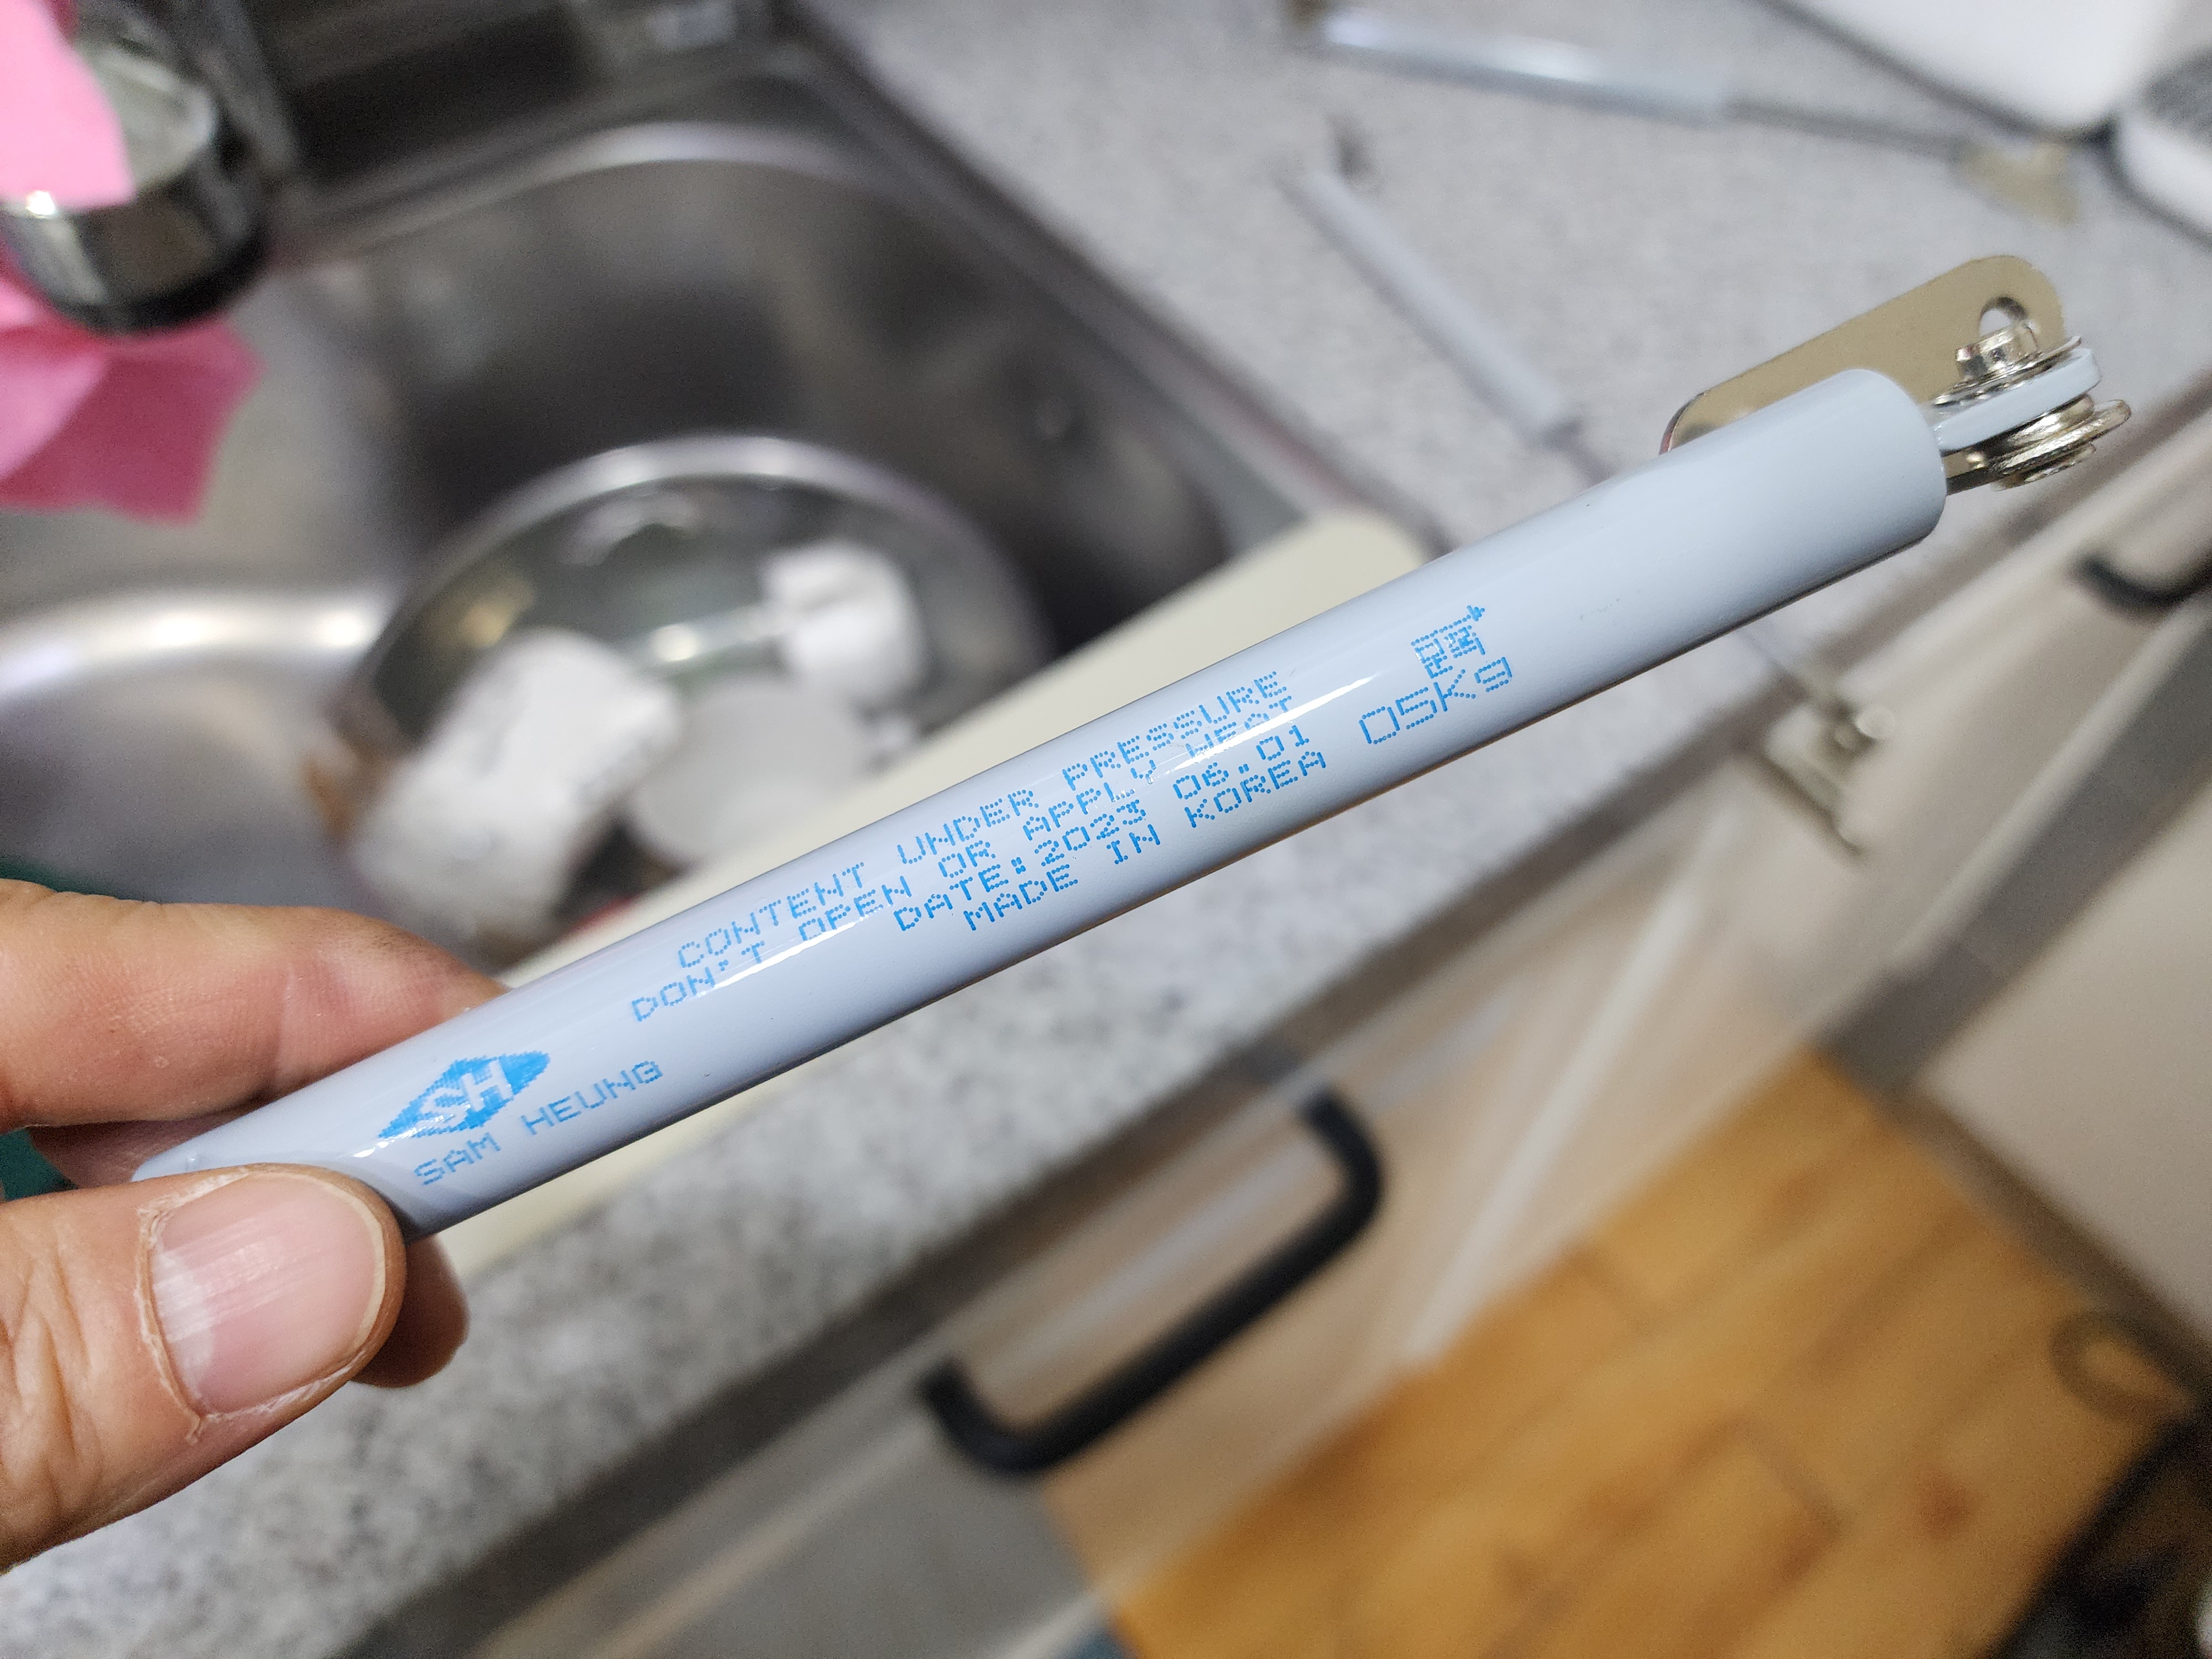 CONTENT UNDER PRESSURE
DON'T OPEN OR APPLY HEAT
DATE:2023 06.01
MADE IN KOREA
05Kg
SH
SAM HEUNG